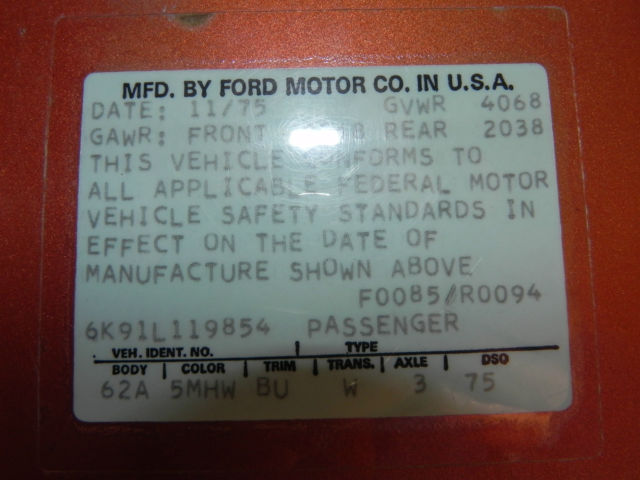 MFD. BY FORD MOTOR CO. IN U.S.A.
DATE: 11/75 GVWR 4068
GAWR: FRONT REAR 2038
THIS VEHICLE CONFORMS TO
ALL APPLICABLE FEDERAL MOTOR
VEHICLE SAFETY STANDARDS IN
EFFECT ON THE DATE OF
MANUFACTURE SHOWN ABOVE
F0085/R0094
6K91L119854 PASSENGER
VEH. IDENT. NO. | TYPE
BODY | COLOR | TRIM | TRANS. | AXLE | DSO
62A 5MHW BU W 3 75